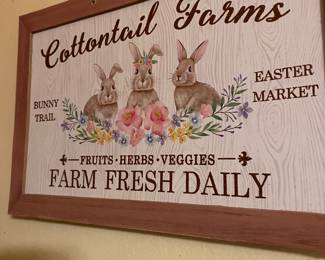 Cottontail Farms
BUNNY TRAIL
EASTER MARKET
FRUITS • HERBS • VEGGIES
FARM FRESH DAILY